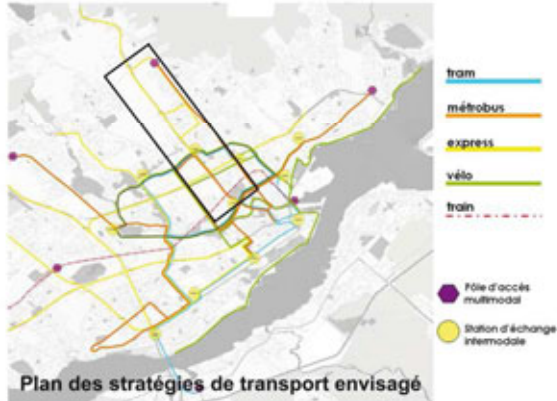 tram
métrobus
express
vélo
train
Pôle d'accès
multimodal
Station d'échange
intermodale
Plan des stratégies de transport envisagé